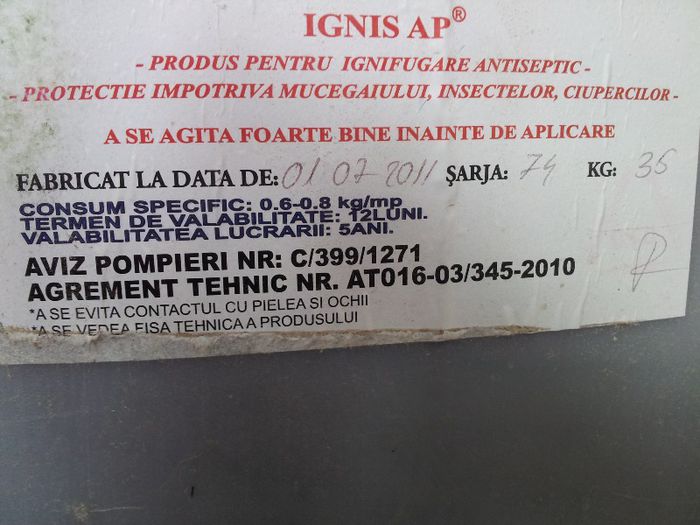 IGNIS AP®
- PRODUS PENTRU IGNIFUGARE ANTISEPTIC -
- PROTECTIE IMPOTRIVA MUCEGAIULUI, INSECTELOR, CIUPERCILOR -
A SE AGITA FOARTE BINE INAINTE DE APLICARE
FABRICAT LA DATA DE: 01 07 2011 ŞARJA: 74 KG: 35
CONSUM SPECIFIC: 0.6-0.8 kg/mp
TERMEN DE VALABILITATE: 12LUNI.
VALABILITATEA LUCRARII: 5ANI.
AVIZ POMPIERI NR: C/399/1271
AGREMENT TEHNIC NR. AT016-03/345-2010
*A SE EVITA CONTACTUL CU PIELEA SI OCHII
*A SE VEDEA FISA TEHNICA A PRODUSULUI